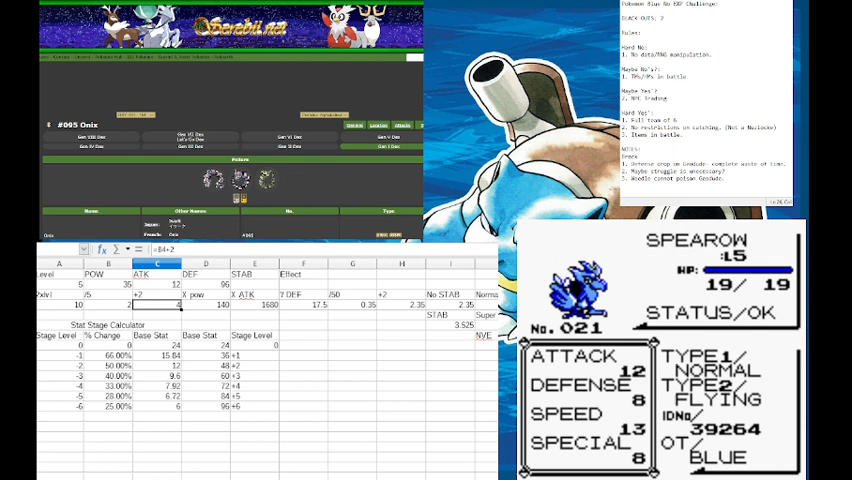 Serebii.net
#095 Onix
General
Location
Attacks
Gen VIII Dex
Gen VII Dex
Let's Go Dex
Gen VI Dex
Gen V Dex
Gen IV Dex
Gen III Dex
Gen II Dex
Gen I Dex
Picture
Name:
Other Names:
No.
Type:
Onix
Japan:
French:
Onix
#095
Pokemon Blue No EXP Challenge:
BLACK OUTS: 2
Rules:
Hard No:
1. No data/RNG manipulation.
Maybe No's?:
1. TMs/HMs in battle
Maybe Yes'?
2. NPC Trading
Hard Yes':
1. Full team of 6
2. No restrictions on catching. (Not a Nuzlocke)
3. Items in battle.
NOTES:
Brock
1. Defense drop on Geodude- complete waste of time.
2. Maybe struggle is unnecessary?
3. Weedle cannot poison Geodude.
=B4+2
A B C D E F G H I
Level POW ATK DEF STAB Effect
5 35 12 96
2xlvl /5 +2 X pow X ATK ? DEF /50 +2 No STAB Norma
10 2 4 140 1680 17.5 0.35 2.35 2.35
STAB Super
3.525
NVE
Stat Stage Calculator
Stage Level % Change Base Stat Base Stat Stage Level
0 0 24 24 0
-1 66.00% 15.84 36 +1
-2 50.00% 12 48 +2
-3 40.00% 9.6 60 +3
-4 33.00% 7.92 72 +4
-5 28.00% 6.72 84 +5
-6 25.00% 6 96 +6
SPEAROW
:L5
HP:
19/ 19
STATUS/OK
No.021
ATTACK
12
DEFENSE
8
SPEED
13
SPECIAL
8
TYPE1/
NORMAL
TYPE2/
FLYING
IDNo/
39264
OT/
BLUE